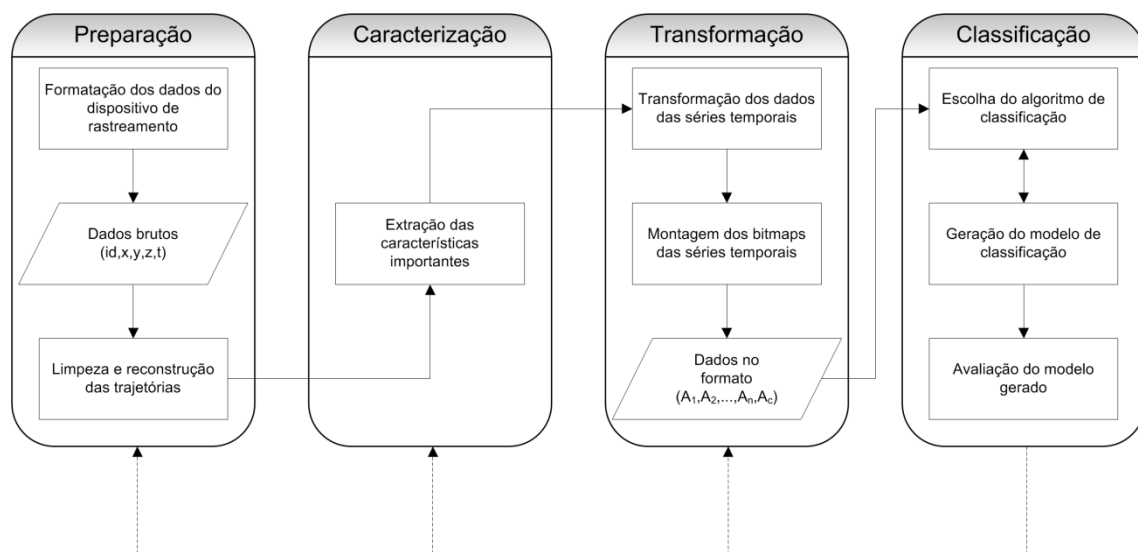 Preparação
Formatação dos dados do
dispositivo de
rastreamento
Dados brutos
(id,x,y,z,t)
Limpeza e reconstrução
das trajetórias
Caracterização
Extração das
características
importantes
Transformação
Transformação dos dados
das séries temporais
Montagem dos bitmaps
das séries temporais
Dados no
formato
(A₁,A₂,...,Aₙ,A_c)
Classificação
Escolha do algoritmo de
classificação
Geração do modelo de
classificação
Avaliação do modelo
gerado